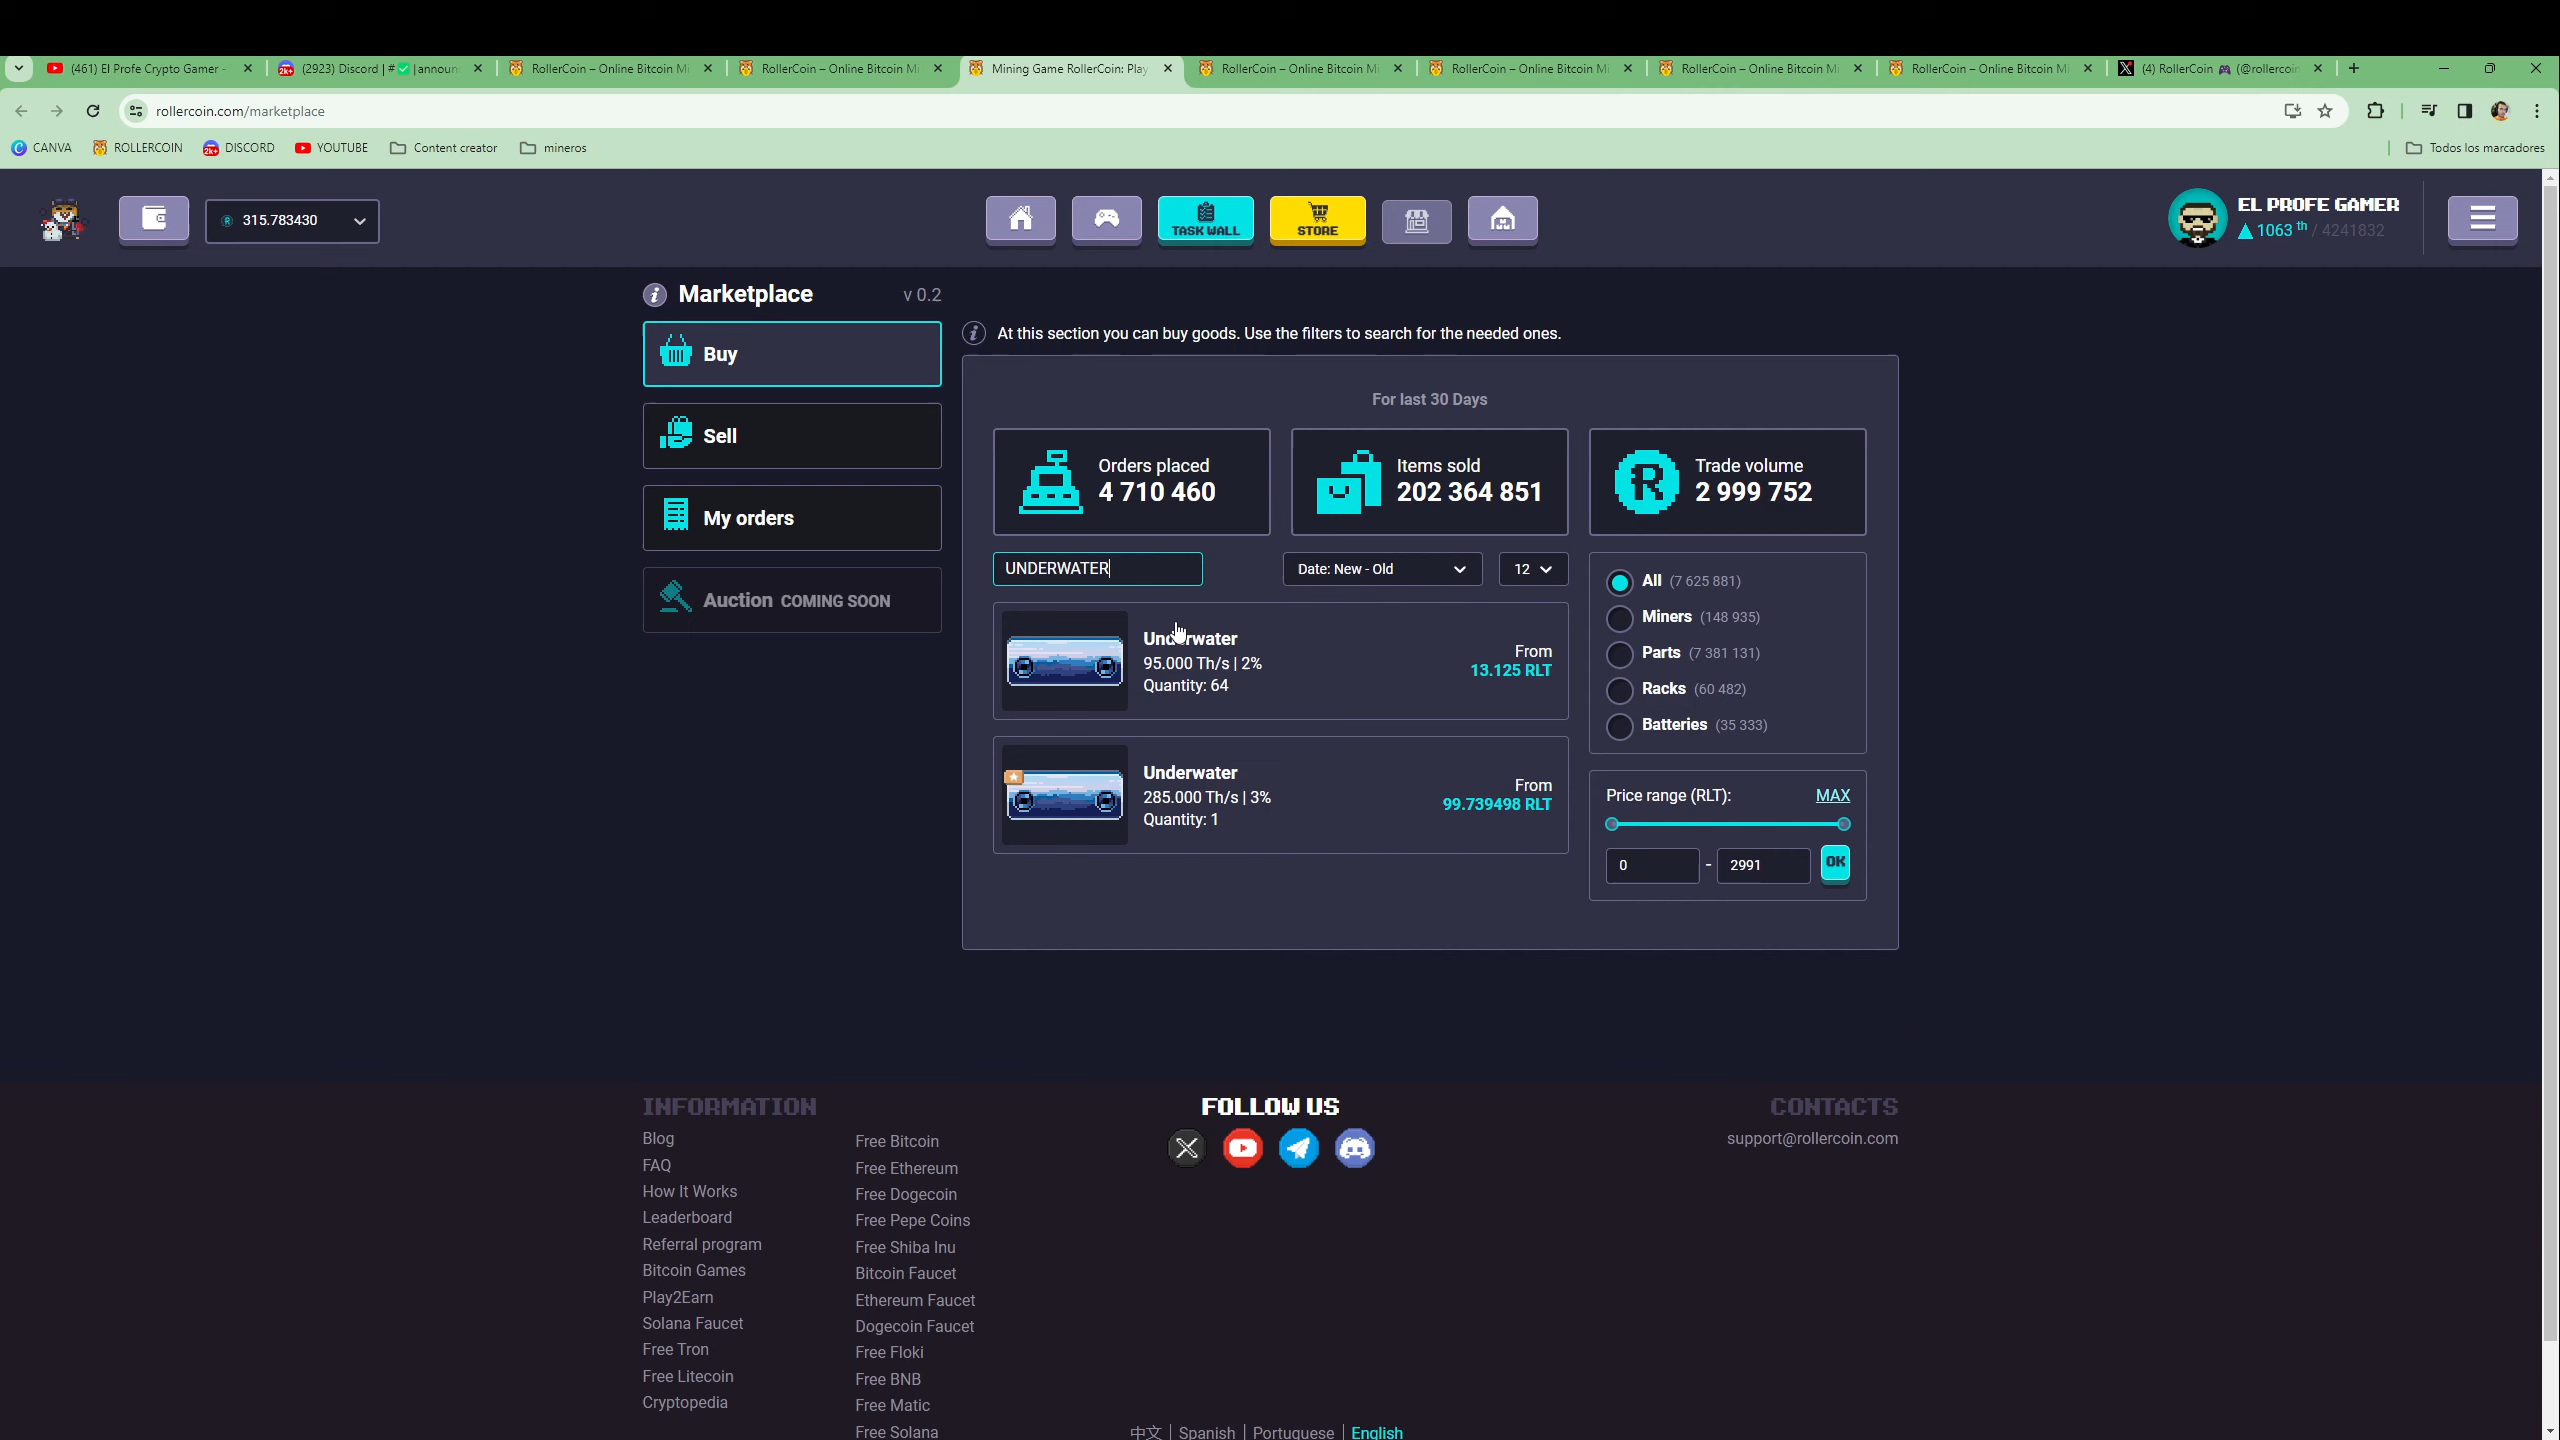 (461) El Profe Crypto Gamer -
(2923) Discord | #✅ | announ
RollerCoin – Online Bitcoin Mi
RollerCoin – Online Bitcoin Mi
Mining Game RollerCoin: Play
RollerCoin – Online Bitcoin Mi
RollerCoin – Online Bitcoin Mi
RollerCoin – Online Bitcoin Mi
RollerCoin – Online Bitcoin Mi
(4) RollerCoin 🎮 (@rollercoin
rollercoin.com/marketplace
CANVA
ROLLERCOIN
DISCORD
YOUTUBE
Content creator
mineros
Todos los marcadores
315.783430
TASK WALL
STORE
EL PROFE GAMER
1063 th / 4241832
Marketplace v 0.2
Buy
Sell
My orders
Auction COMING SOON
At this section you can buy goods. Use the filters to search for the needed ones.
For last 30 Days
Orders placed
4 710 460
Items sold
202 364 851
Trade volume
2 999 752
UNDERWATER
Date: New - Old
12
Underwater
95.000 Th/s | 2%
Quantity: 64
From
13.125 RLT
Underwater
285.000 Th/s | 3%
Quantity: 1
From
99.739498 RLT
All (7 625 881)
Miners (148 935)
Parts (7 381 131)
Racks (60 482)
Batteries (35 333)
Price range (RLT): MAX
0 - 2991 OK
INFORMATION
Blog
FAQ
How It Works
Leaderboard
Referral program
Bitcoin Games
Play2Earn
Solana Faucet
Free Tron
Free Litecoin
Cryptopedia
Free Bitcoin
Free Ethereum
Free Dogecoin
Free Pepe Coins
Free Shiba Inu
Bitcoin Faucet
Ethereum Faucet
Dogecoin Faucet
Free Floki
Free BNB
Free Matic
Free Solana
FOLLOW US
CONTACTS
support@rollercoin.com
中文 | Spanish | Portuguese | English